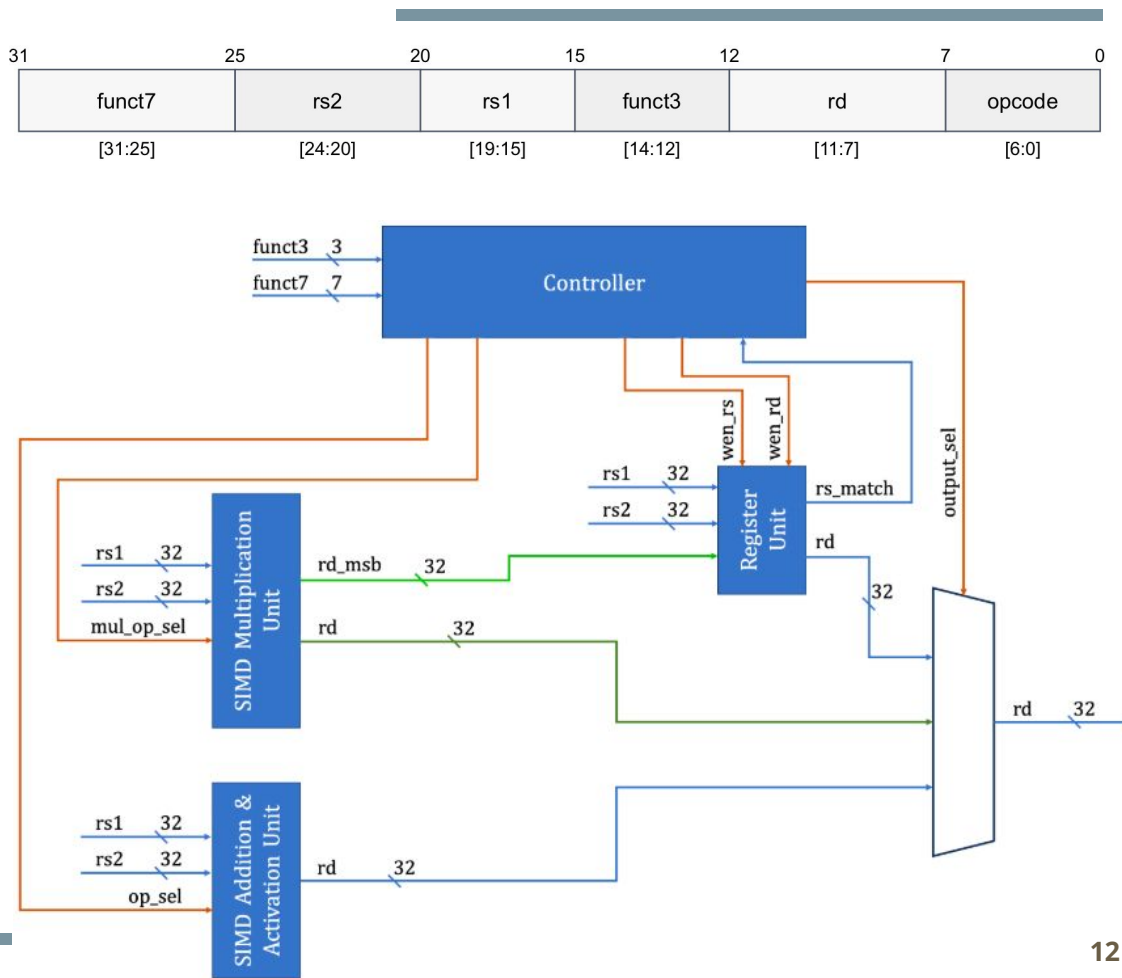 31 25 20 15 12 7 0
funct7 rs2 rs1 funct3 rd opcode
[31:25] [24:20] [19:15] [14:12] [11:7] [6:0]
funct3 3
funct7 7
Controller
wen_rs
wen_rd
output_sel
rs1 32
rs2 32
Register
Unit
rs_match
rd
32
rs1 32
rs2 32
mul_op_sel
SIMD Multiplication
Unit
rd_msb 32
rd 32
rd 32
rs1 32
rs2 32
op_sel
SIMD Addition &
Activation Unit
rd 32
12